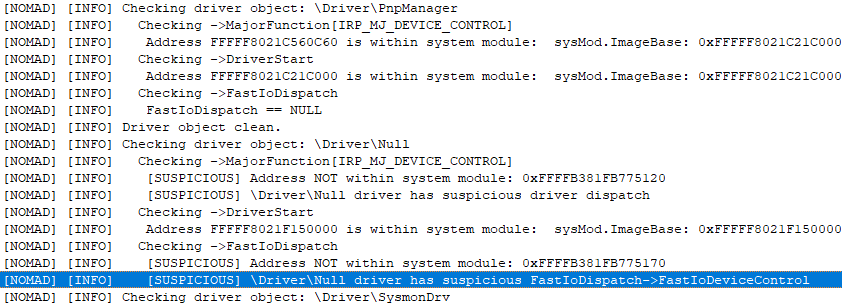 [NOMAD] [INFO] Checking driver object: \Driver\PnpManager
[NOMAD] [INFO] Checking ->MajorFunction[IRP_MJ_DEVICE_CONTROL]
[NOMAD] [INFO] Address FFFFF8021C560C60 is within system module: sysMod.ImageBase: 0xFFFFF8021C21C000
[NOMAD] [INFO] Checking ->DriverStart
[NOMAD] [INFO] Address FFFFF8021C21C000 is within system module: sysMod.ImageBase: 0xFFFFF8021C21C000
[NOMAD] [INFO] Checking ->FastIoDispatch
[NOMAD] [INFO] FastIoDispatch == NULL
[NOMAD] [INFO] Driver object clean.
[NOMAD] [INFO] Checking driver object: \Driver\Null
[NOMAD] [INFO] Checking ->MajorFunction[IRP_MJ_DEVICE_CONTROL]
[NOMAD] [INFO] [SUSPICIOUS] Address NOT within system module: 0xFFFFB381FB775120
[NOMAD] [INFO] [SUSPICIOUS] \Driver\Null driver has suspicious driver dispatch
[NOMAD] [INFO] Checking ->DriverStart
[NOMAD] [INFO] Address FFFFF8021F150000 is within system module: sysMod.ImageBase: 0xFFFFF8021F150000
[NOMAD] [INFO] Checking ->FastIoDispatch
[NOMAD] [INFO] [SUSPICIOUS] Address NOT within system module: 0xFFFFB381FB775170
[NOMAD] [INFO] [SUSPICIOUS] \Driver\Null driver has suspicious FastIoDispatch->FastIoDeviceControl
[NOMAD] [INFO] Checking driver object: \Driver\SysmonDrv